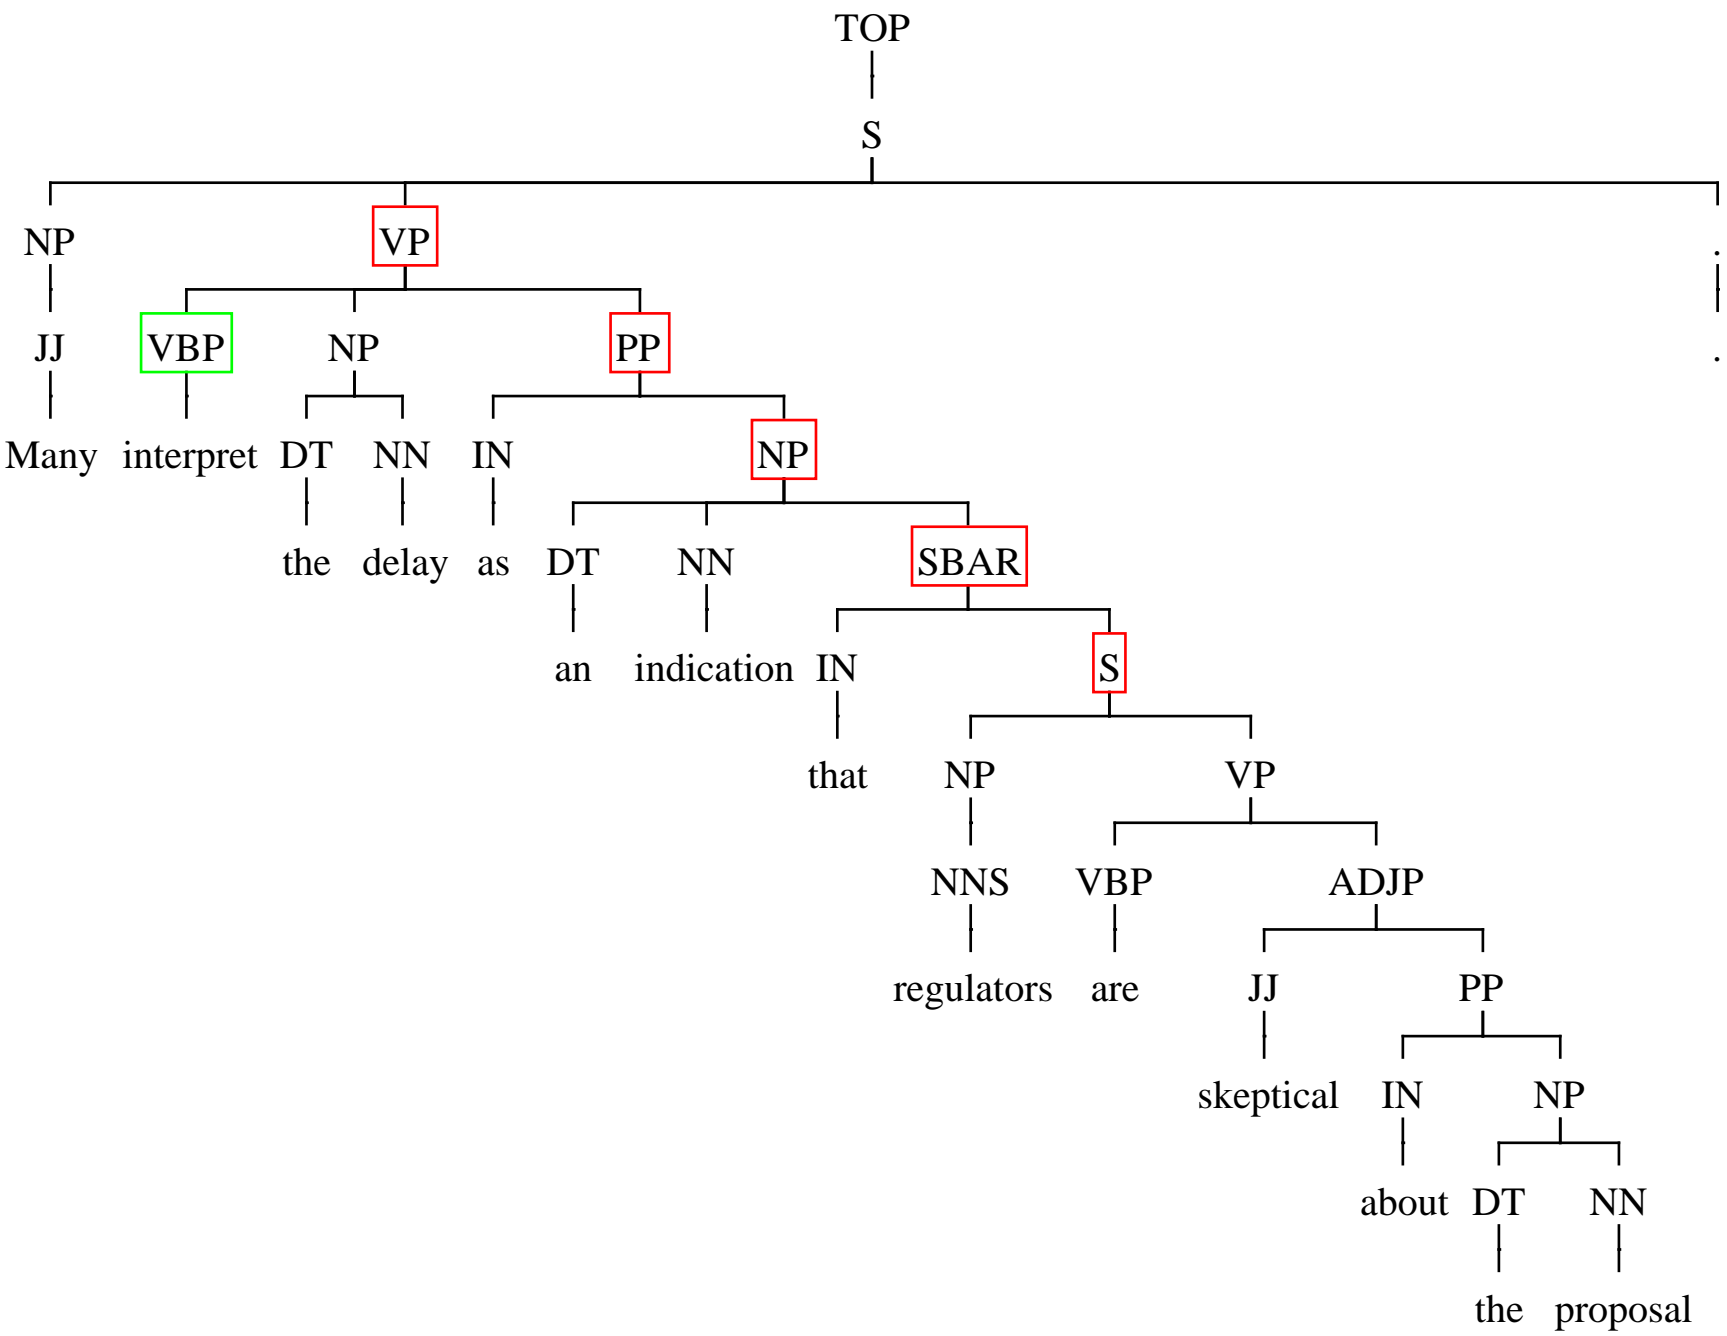 TOP
S
NP VP .
JJ VBP NP PP .
Many interpret DT NN IN NP
the delay as DT NN SBAR
an indication IN S
that NP VP
NNS VBP ADJP
regulators are JJ PP
skeptical IN NP
about DT NN
the proposal